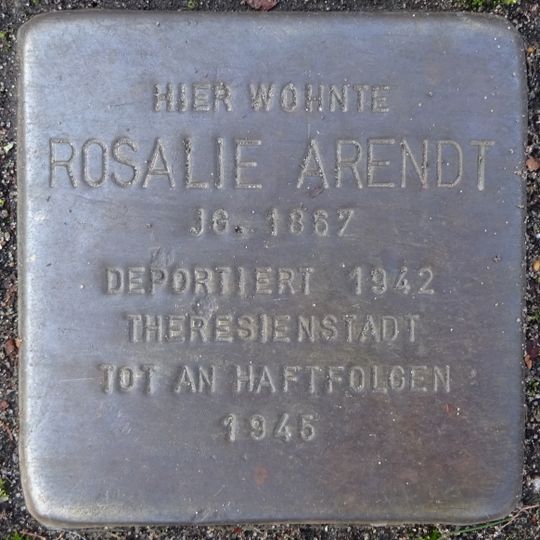 HIER WOHNTE
ROSALIE ARENDT
JG. 1867
DEPORTIERT 1942
THERESIENSTADT
TOT AN HAFTFOLGEN
1945